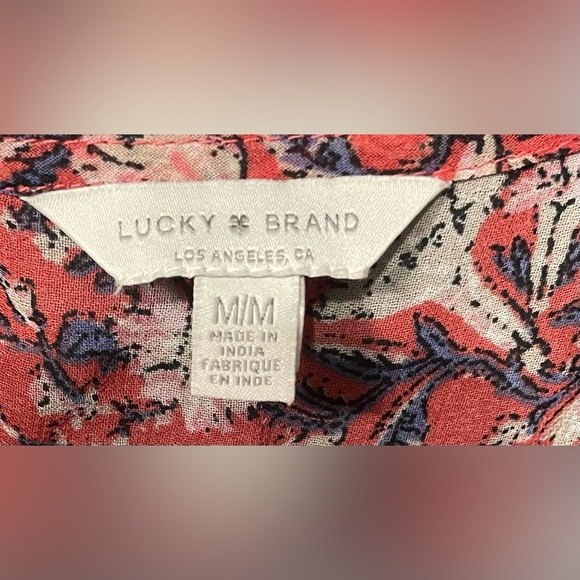 LUCKY BRAND
LOS ANGELES, CA
M/M
MADE IN
INDIA
FABRIQUE
EN INDE